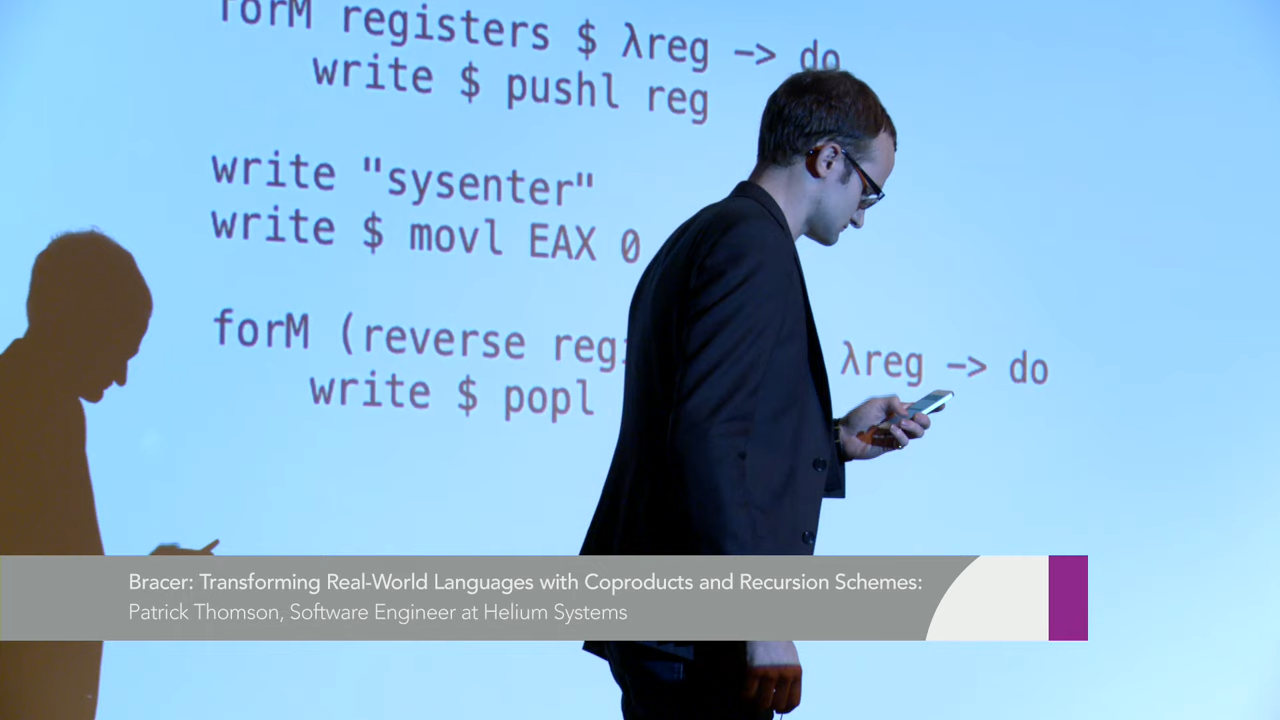 forM registers $ λreg -> do
write $ pushl reg
write "sysenter"
write $ movl EAX 0
forM (reverse reg λreg -> do
write $ popl
Bracer: Transforming Real-World Languages with Coproducts and Recursion Schemes:
Patrick Thomson, Software Engineer at Helium Systems